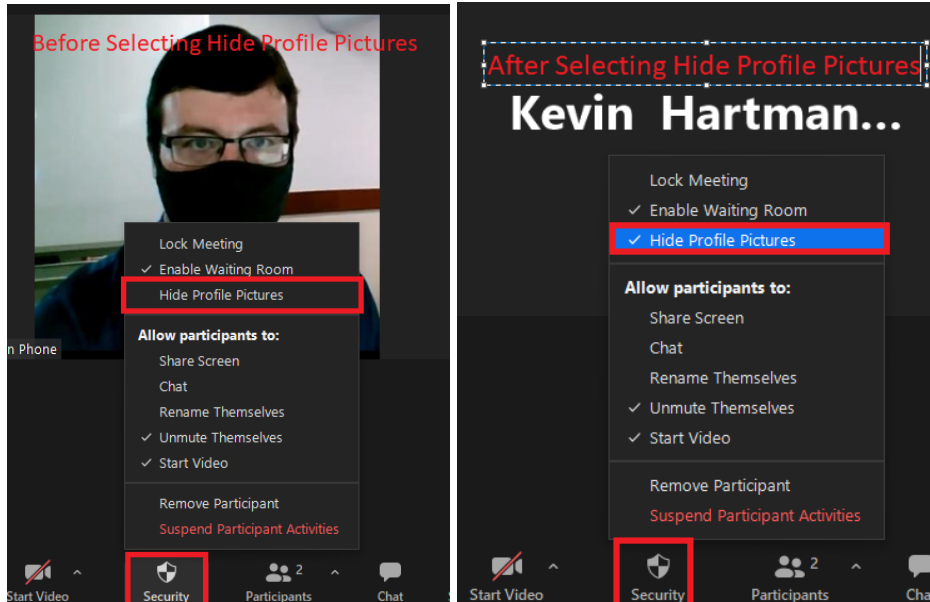 Before Selecting Hide Profile Pictures
Lock Meeting
✓ Enable Waiting Room
Hide Profile Pictures
Allow participants to:
n Phone
Share Screen
Chat
Rename Themselves
✓ Unmute Themselves
✓ Start Video
Remove Participant
Suspend Participant Activities
2
Start Video
Security
Participants
Chat
After Selecting Hide Profile Pictures
Kevin Hartman...
Lock Meeting
✓ Enable Waiting Room
✓ Hide Profile Pictures
Allow participants to:
Share Screen
Chat
Rename Themselves
✓ Unmute Themselves
✓ Start Video
Remove Participant
Suspend Participant Activities
2
Start Video
Security
Participants
Cha